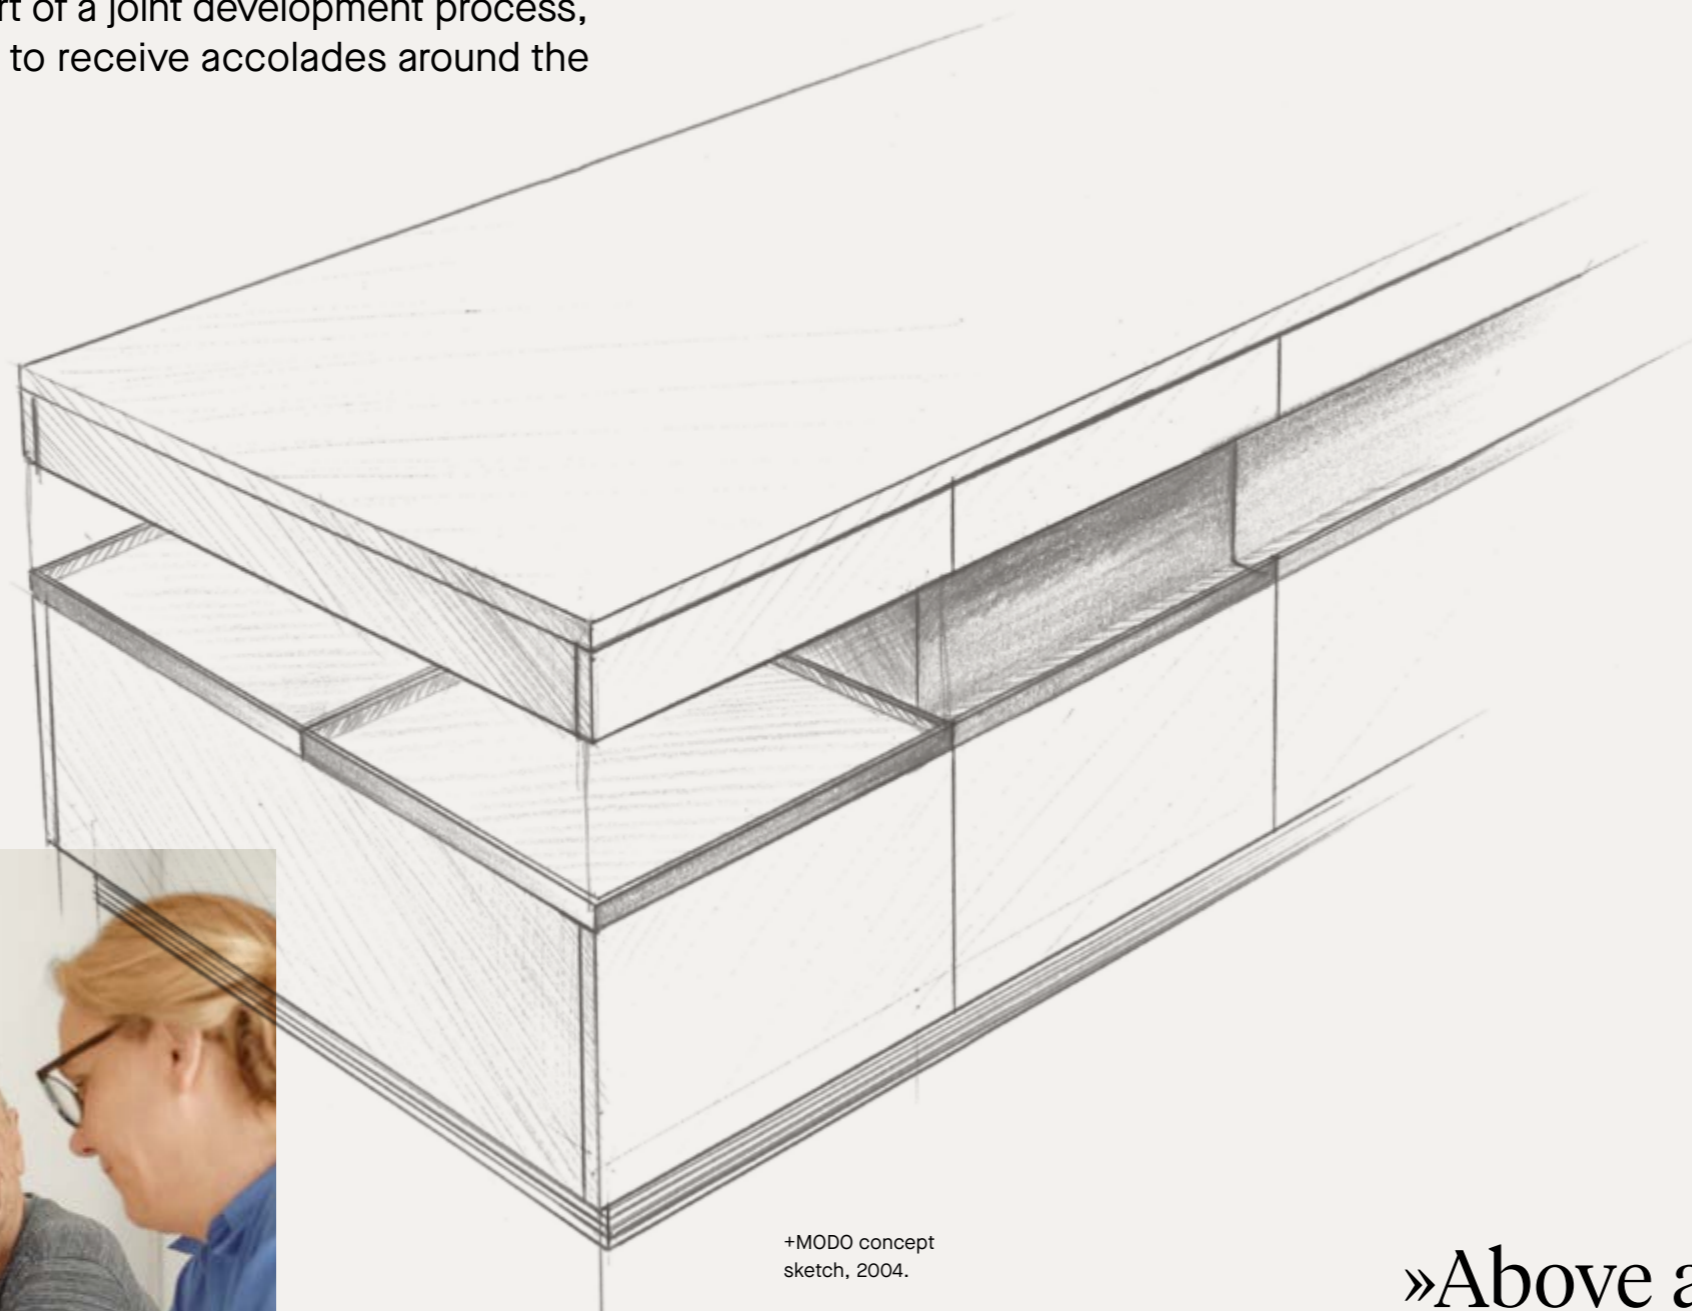 rt of a joint development process,
to receive accolades around the
+MODO concept
sketch, 2004.
»Above a